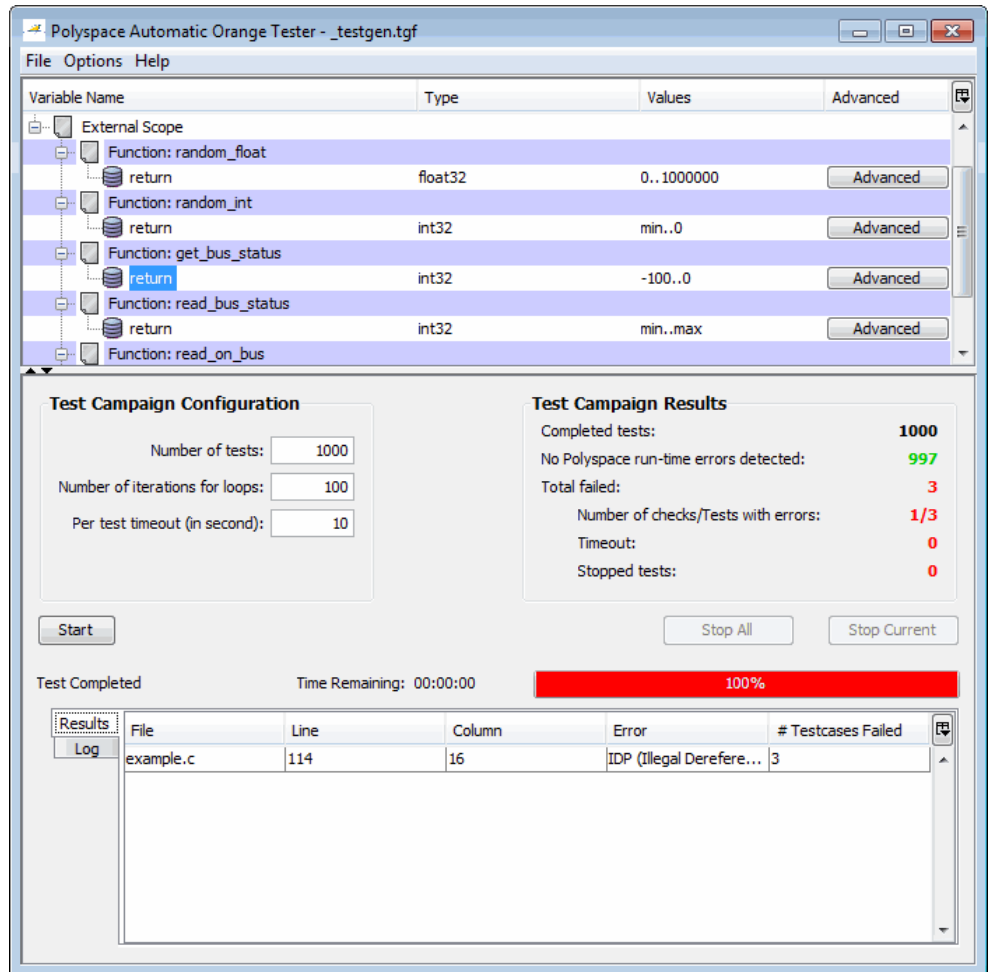 Polyspace Automatic Orange Tester - _testgen.tgf
File Options Help
Variable Name Type Values Advanced
External Scope
Function: random_float
return float32 0..1000000 Advanced
Function: random_int
return int32 min..0 Advanced
Function: get_bus_status
return int32 -100..0 Advanced
Function: read_bus_status
return int32 min..max Advanced
Function: read_on_bus
Test Campaign Configuration
Number of tests: 1000
Number of iterations for loops: 100
Per test timeout (in second): 10
Test Campaign Results
Completed tests: 1000
No Polyspace run-time errors detected: 997
Total failed: 3
Number of checks/Tests with errors: 1/3
Timeout: 0
Stopped tests: 0
Start Stop All Stop Current
Test Completed Time Remaining: 00:00:00 100%
Results
Log
File Line Column Error # Testcases Failed
example.c 114 16 IDP (Illegal Derefere... 3